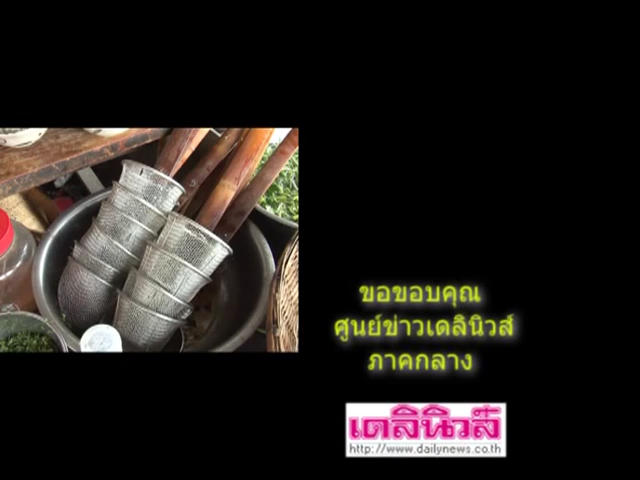 ขอขอบคุณ
ศูนย์ข่าวเดลินิวส์
ภาคกลาง
เดลินิวส์
http://www.dailynews.co.th